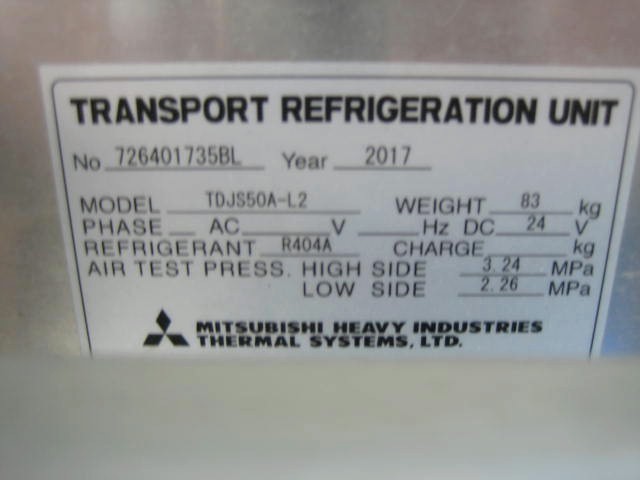 TRANSPORT REFRIGERATION UNIT
No 726401735BL Year 2017
MODEL TDJS50A-L2 WEIGHT 83 kg
PHASE AC V Hz DC 24 V
REFRIGERANT R404A CHARGE kg
AIR TEST PRESS. HIGH SIDE 3.24 MPa
LOW SIDE 2.26 MPa
MITSUBISHI HEAVY INDUSTRIES
THERMAL SYSTEMS, LTD.